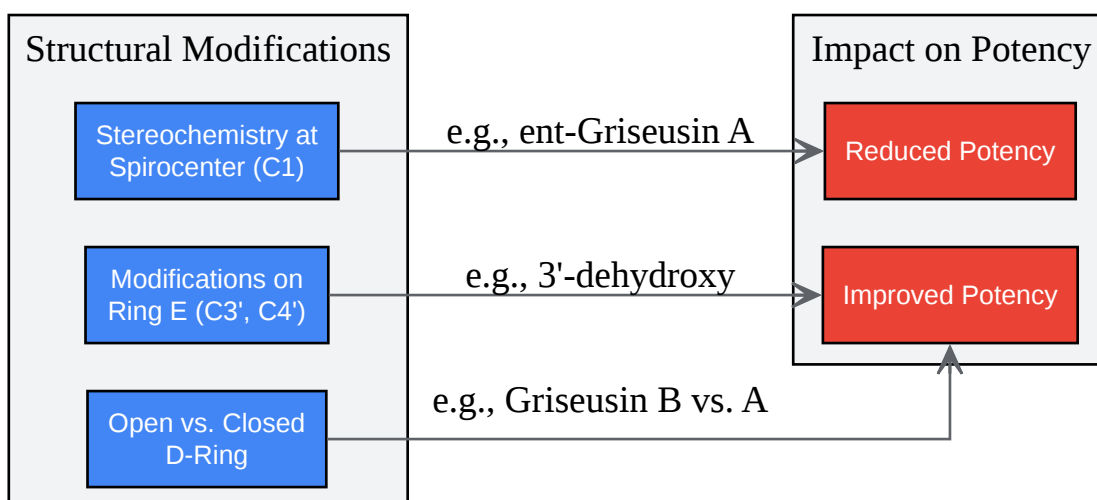 Structural Modifications
Impact on Potency
Stereochemistry at
Spirocenter (C1)
e.g., ent-Griseusin A
Reduced Potency
Modifications on
Ring E (C3', C4')
e.g., 3'-dehydroxy
Improved Potency
Open vs. Closed
D-Ring
e.g., Griseusin B vs. A